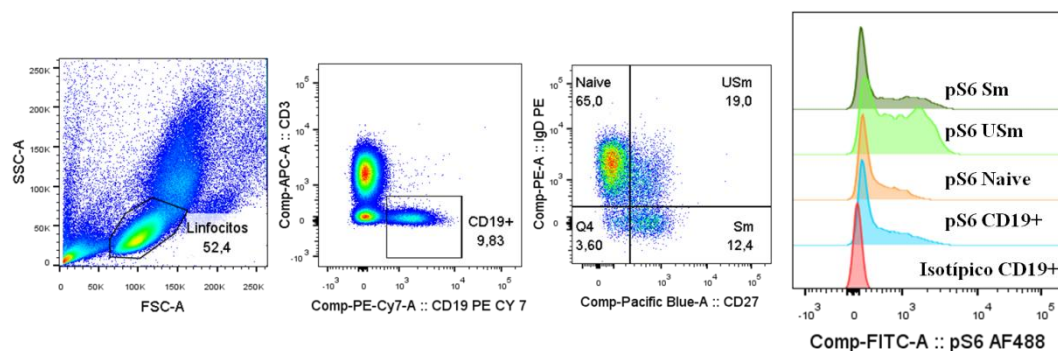 250K
200K
150K
100K
50K
0
SSC-A
Linfocitos
52,4
0 50K 100K 150K 200K 250K
FSC-A
10^5
10^3
0
-10^3
Comp-APC-A :: CD3
CD19+
9,83
-10^3 0 10^3 10^4 10^5
Comp-PE-Cy7-A :: CD19 PE CY 7
Naive
65,0
USm
19,0
Q4
3,60
Sm
12,4
10^5
10^4
10^3
0
-10^3
Comp-PE-A :: IgD PE
-10^3 0 10^3 10^4 10^5
Comp-Pacific Blue-A :: CD27
pS6 Sm
pS6 USm
pS6 Naive
pS6 CD19+
Isotípico CD19+
-10^3 0 10^3 10^4 10^5
Comp-FITC-A :: pS6 AF488